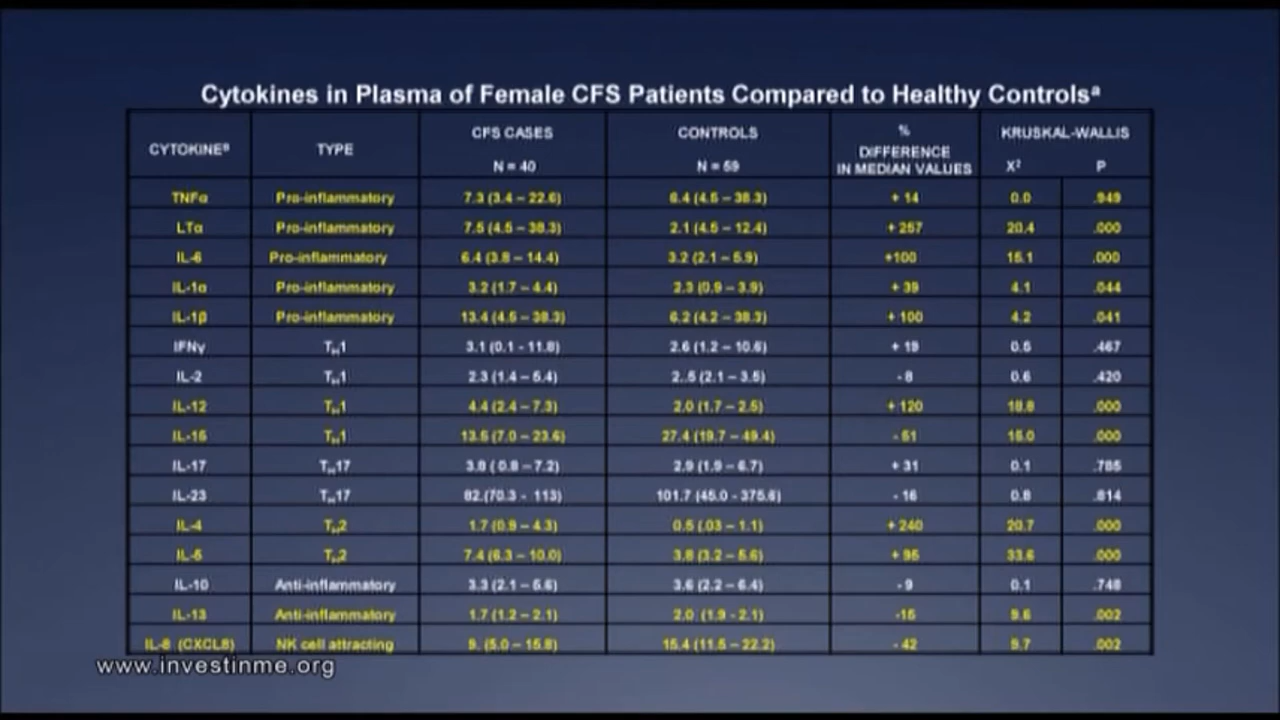 Cytokines in Plasma of Female CFS Patients Compared to Healthy Controlsª
CYTOKINEᴮ TYPE CFS CASES N = 40 CONTROLS N = 59 % DIFFERENCE IN MEDIAN VALUES KRUSKAL-WALLIS X² P
TNFα Pro-inflammatory 7.3 (3.4 – 22.6) 6.4 (4.5 – 38.3) + 14 0.0 .949
LTα Pro-inflammatory 7.5 (4.5 – 38.3) 2.1 (4.5 – 12.4) + 257 20.4 .000
IL-6 Pro-inflammatory 6.4 (3.8 – 14.4) 3.2 (2.1 – 5.9) +100 15.1 .000
IL-1α Pro-inflammatory 3.2 (1.7 – 4.4) 2.3 (0.9 – 3.9) + 39 4.1 .044
IL-1β Pro-inflammatory 13.4 (4.5 – 38.3) 6.2 (4.2 – 38.3) + 100 4.2 .041
IFNγ TH1 3.1 (0.1 - 11.8) 2.6 (1.2 – 10.6) + 19 0.5 .467
IL-2 TH1 2.3 (1.4 – 5.4) 2..5 (2.1 – 3.5) - 8 0.6 .420
IL-12 TH1 4.4 (2.4 – 7.3) 2.0 (1.7 – 2.5) + 120 18.8 .000
IL-15 TH1 13.5 (7.0 – 23.6) 27.4 (19.7 – 49.4) - 51 15.0 .000
IL-17 TH17 3.8 ( 0.8 – 7.2) 2.9 (1.9 – 6.7) + 31 0.1 .785
IL-23 TH17 82.(70.3 - 113) 101.7 (45.0 - 375.6) - 16 0.8 .814
IL-4 TH2 1.7 (0.9 – 4.3) 0.5 (.03 – 1.1) + 240 20.7 .000
IL-5 TH2 7.4 (6.3 – 10.0) 3.8 (3.2 – 5.6) + 95 33.6 .000
IL-10 Anti-inflammatory 3.3 (2.1 – 5.6) 3.6 (2.2 – 6.4) - 9 0.1 .748
IL-13 Anti-inflammatory 1.7 (1.2 – 2.1) 2.0 (1.9 - 2.1) -15 9.6 .002
IL-8 (CXCL8) NK cell attracting 9. (5.0 – 15.8) 15.4 (11.5 – 22.2) - 42 9.7 .002
www.investinme.org